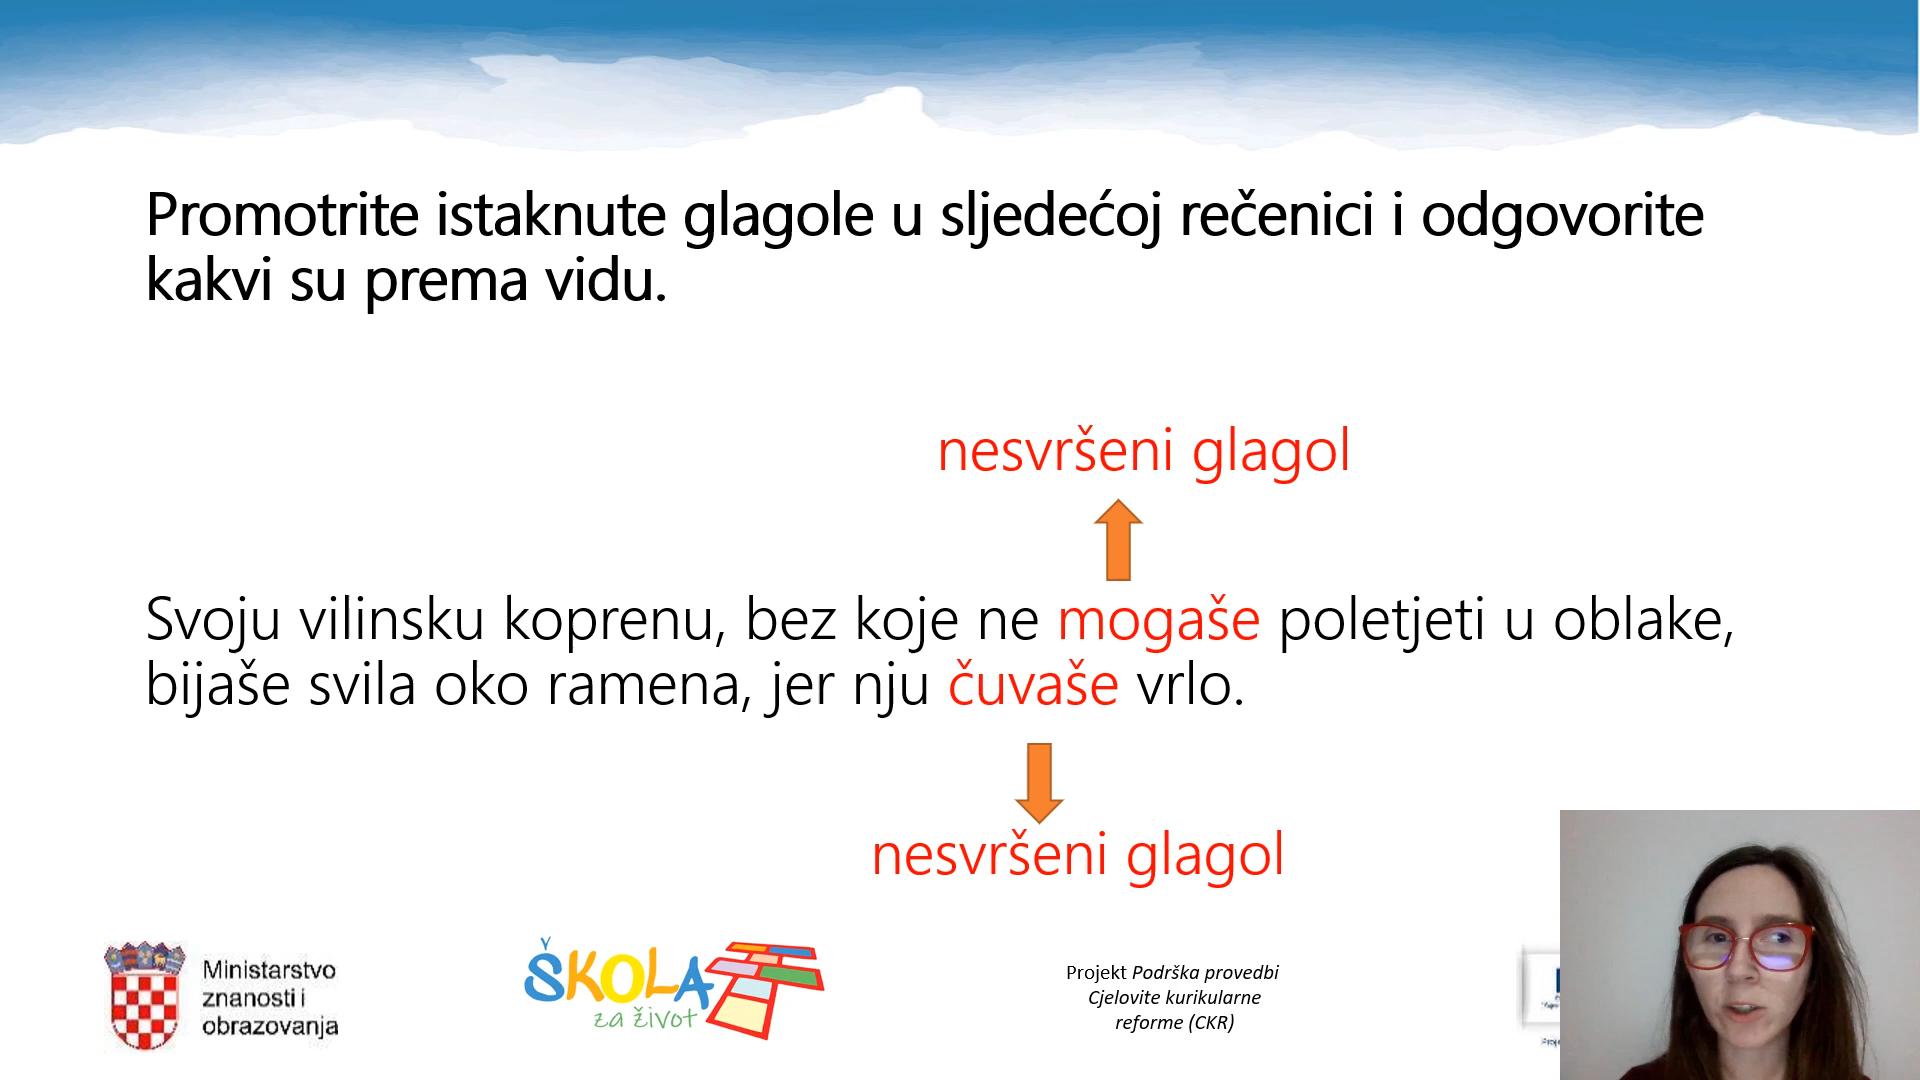 Promotrite istaknute glagole u sljedećoj rečenici i odgovorite
kakvi su prema vidu.
nesvršeni glagol
Svoju vilinsku koprenu, bez koje ne mogaše poletjeti u oblake,
bijaše svila oko ramena, jer nju čuvaše vrlo.
nesvršeni glagol
Ministarstvo
znanosti i
obrazovanja
ŠKOLA
za život
Projekt Podrška provedbi
Cjelovite kurikularne
reforme (CKR)